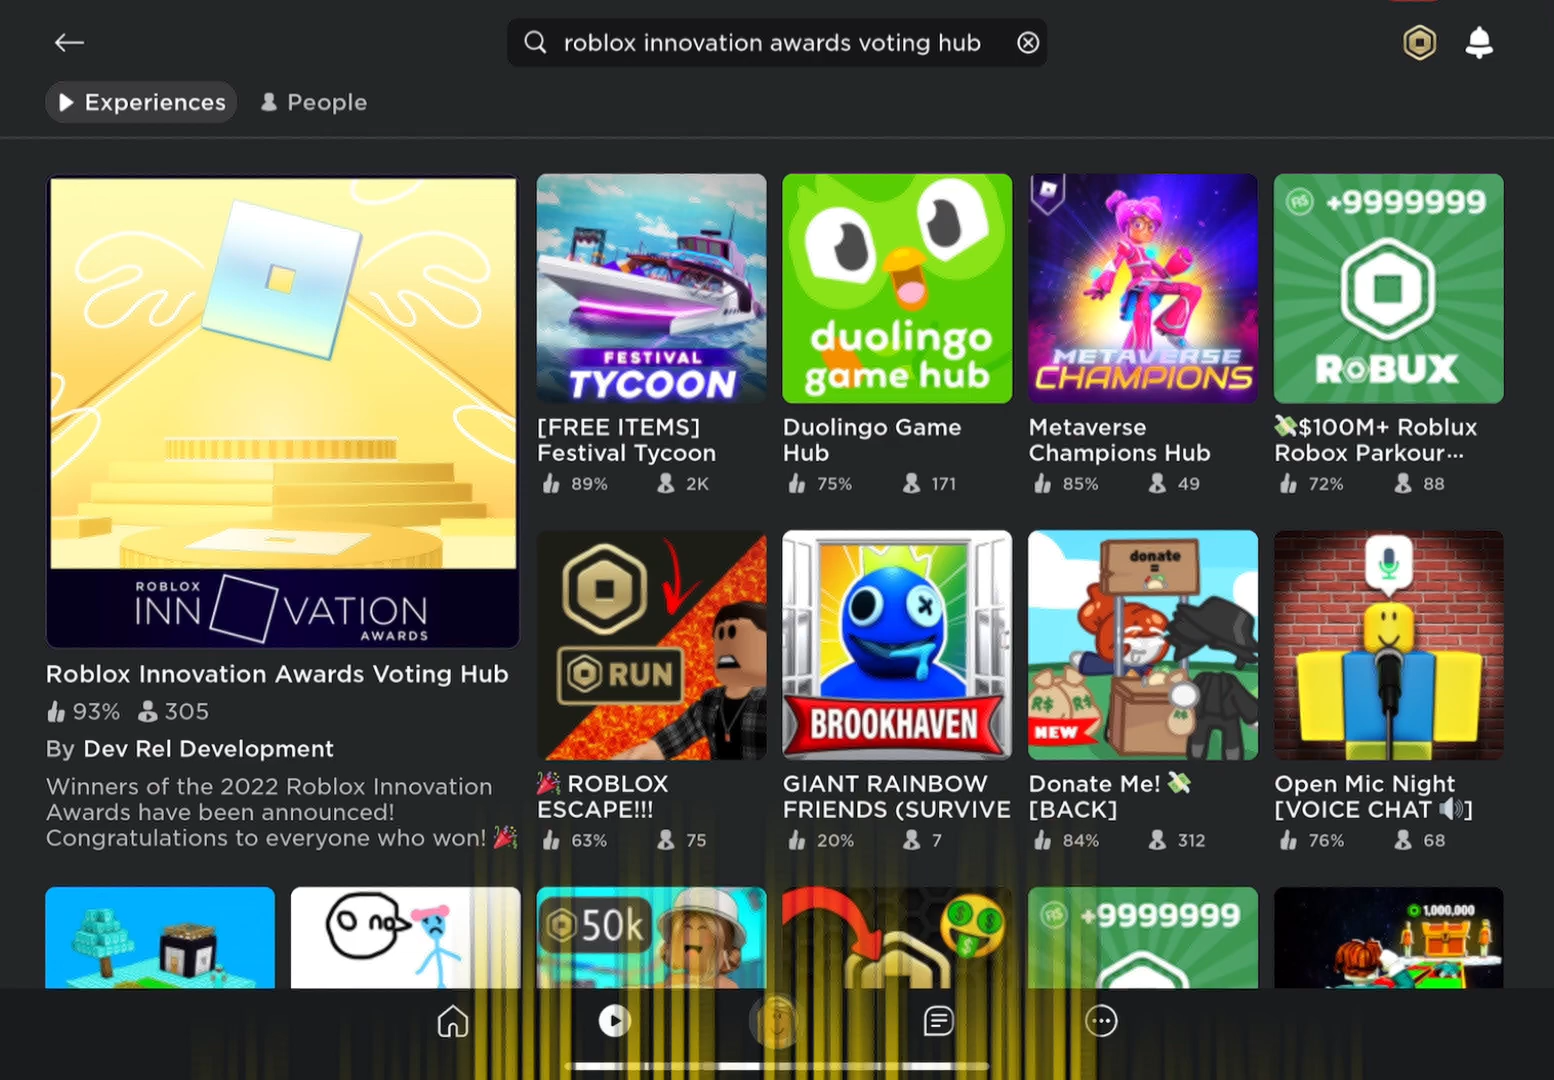 roblox innovation awards voting hub
Experiences
People
ROBLOX
INNOVATION
AWARDS
Roblox Innovation Awards Voting Hub
93% 305
By Dev Rel Development
Winners of the 2022 Roblox Innovation
Awards have been announced!
Congratulations to everyone who won! 🎉
FESTIVAL
TYCOON
[FREE ITEMS]
Festival Tycoon
89% 2K
duolingo
game hub
Duolingo Game
Hub
75% 171
METAVERSE
CHAMPIONS
Metaverse
Champions Hub
85% 49
R$ +9999999
ROBUX
💸$100M+ Roblux
Robox Parkour...
72% 88
RUN
🎉 ROBLOX
ESCAPE!!!
63% 75
BROOKHAVEN
GIANT RAINBOW
FRIENDS (SURVIVE
20% 7
donate
=
R$ R$
R$
NEW
Donate Me! 💸
[BACK]
84% 312
Open Mic Night
[VOICE CHAT 🔊]
76% 68
O no
50k
R$ +9999999
1,000,000